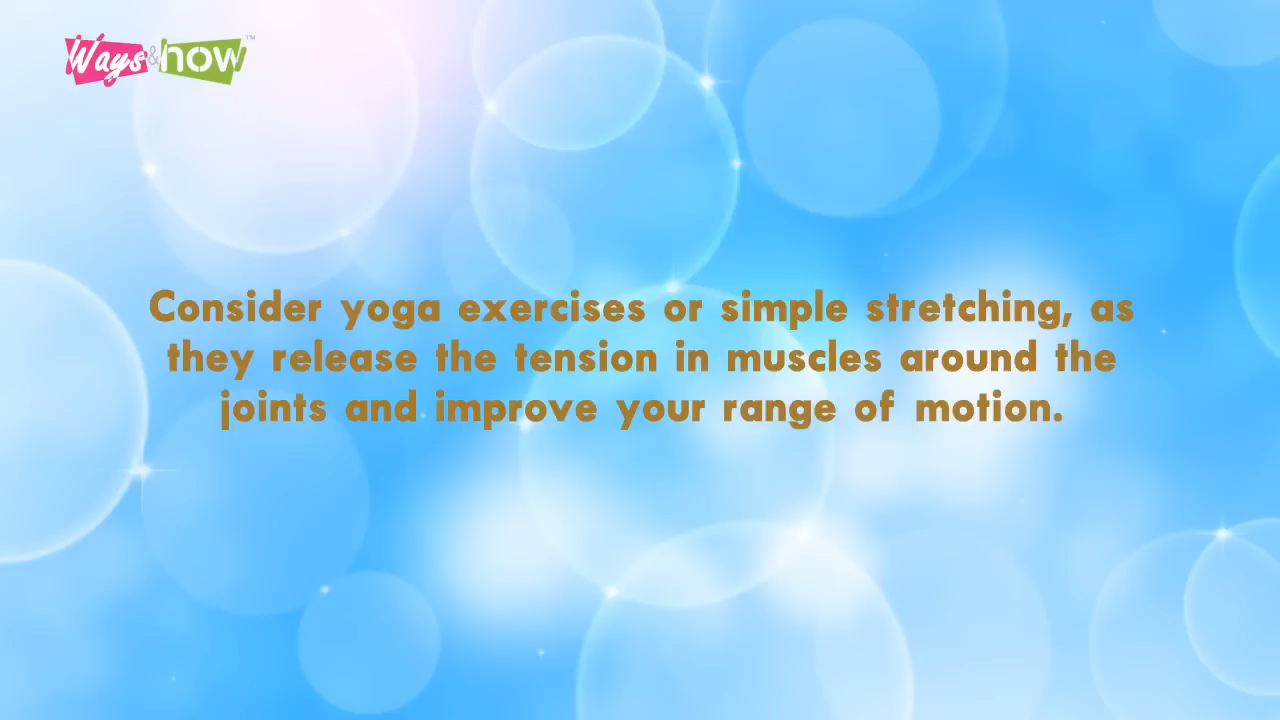 Ways & how ™
Consider yoga exercises or simple stretching, as
they release the tension in muscles around the
joints and improve your range of motion.